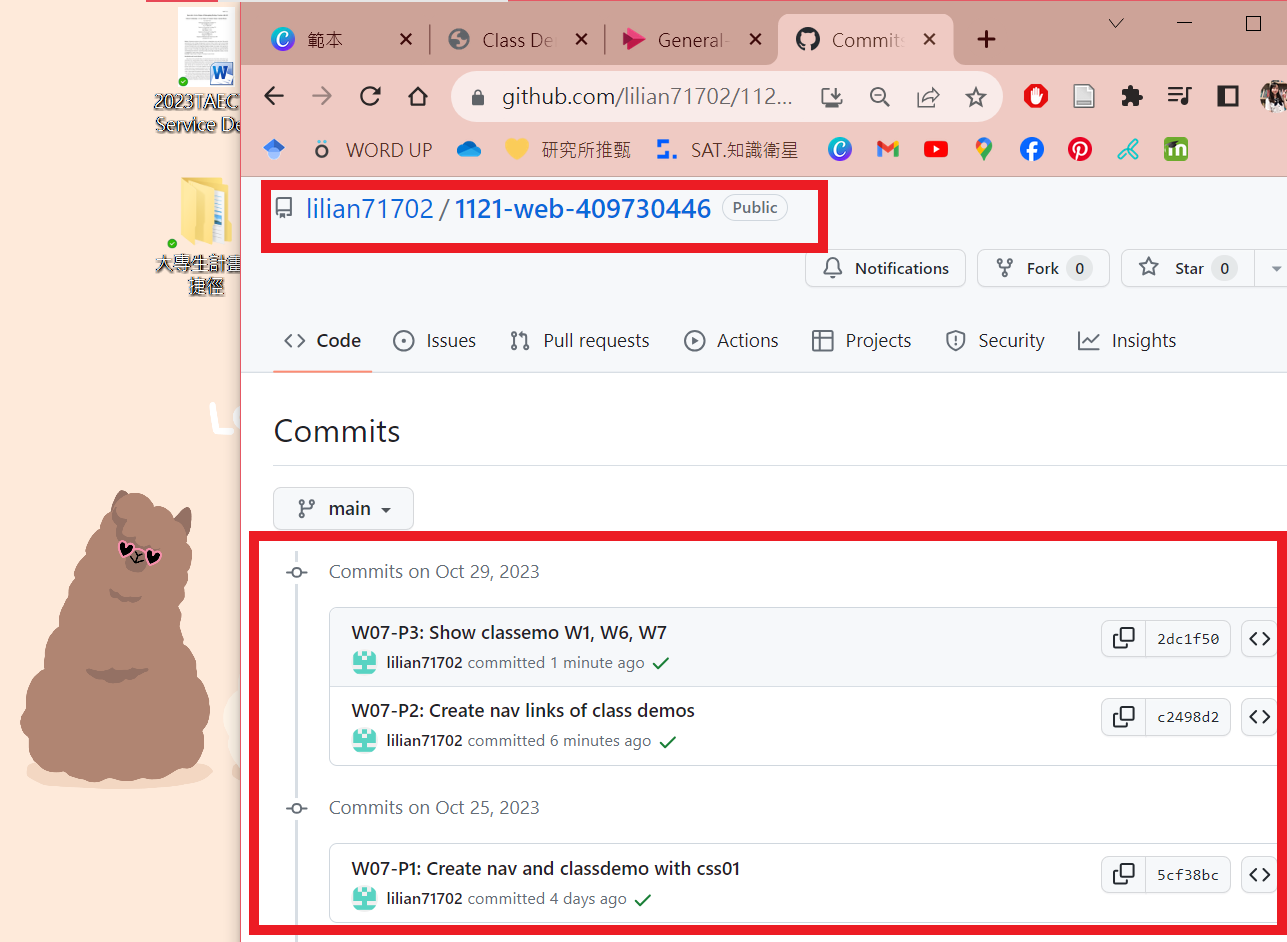 2023TAEC
Service De
大專生計畫
捷徑
範本
Class De
General-
Commits
github.com/lilian71702/112...
WORD UP
研究所推甄
SAT.知識衛星
lilian71702 / 1121-web-409730446 Public
Notifications
Fork 0
Star 0
Code
Issues
Pull requests
Actions
Projects
Security
Insights
Commits
main
Commits on Oct 29, 2023
W07-P3: Show classemo W1, W6, W7
2dc1f50
lilian71702 committed 1 minute ago
W07-P2: Create nav links of class demos
c2498d2
lilian71702 committed 6 minutes ago
Commits on Oct 25, 2023
W07-P1: Create nav and classdemo with css01
5cf38bc
lilian71702 committed 4 days ago